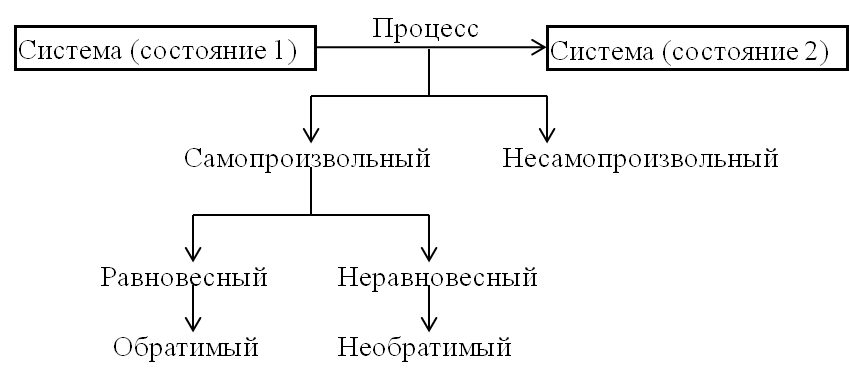 Процесс
Система (состояние 1)
Система (состояние 2)
Самопроизвольный
Несамопроизвольный
Равновесный
Неравновесный
Обратимый
Необратимый